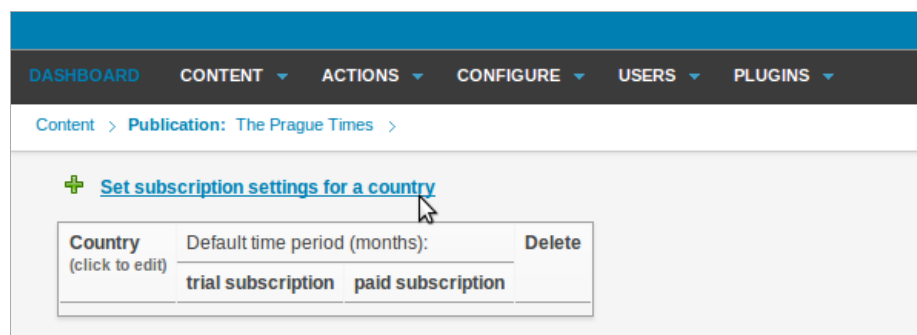 DASHBOARD CONTENT ACTIONS CONFIGURE USERS PLUGINS
Content > Publication: The Prague Times >
Set subscription settings for a country
Country Default time period (months): Delete
(click to edit)
trial subscription paid subscription